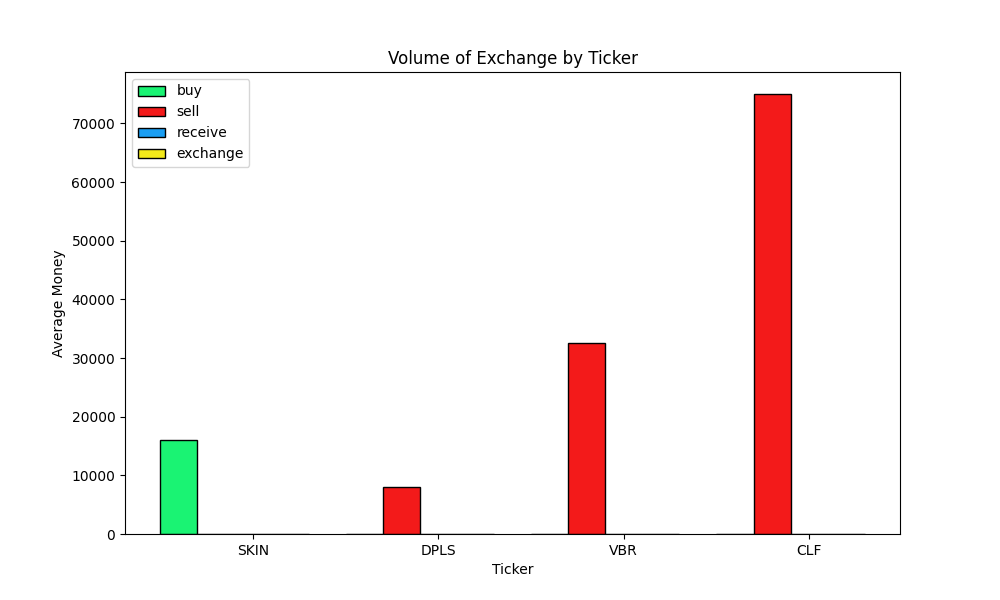 Volume of Exchange by Ticker
buy
sell
receive
exchange
Average Money
70000
60000
50000
40000
30000
20000
10000
0
SKIN DPLS VBR CLF
Ticker